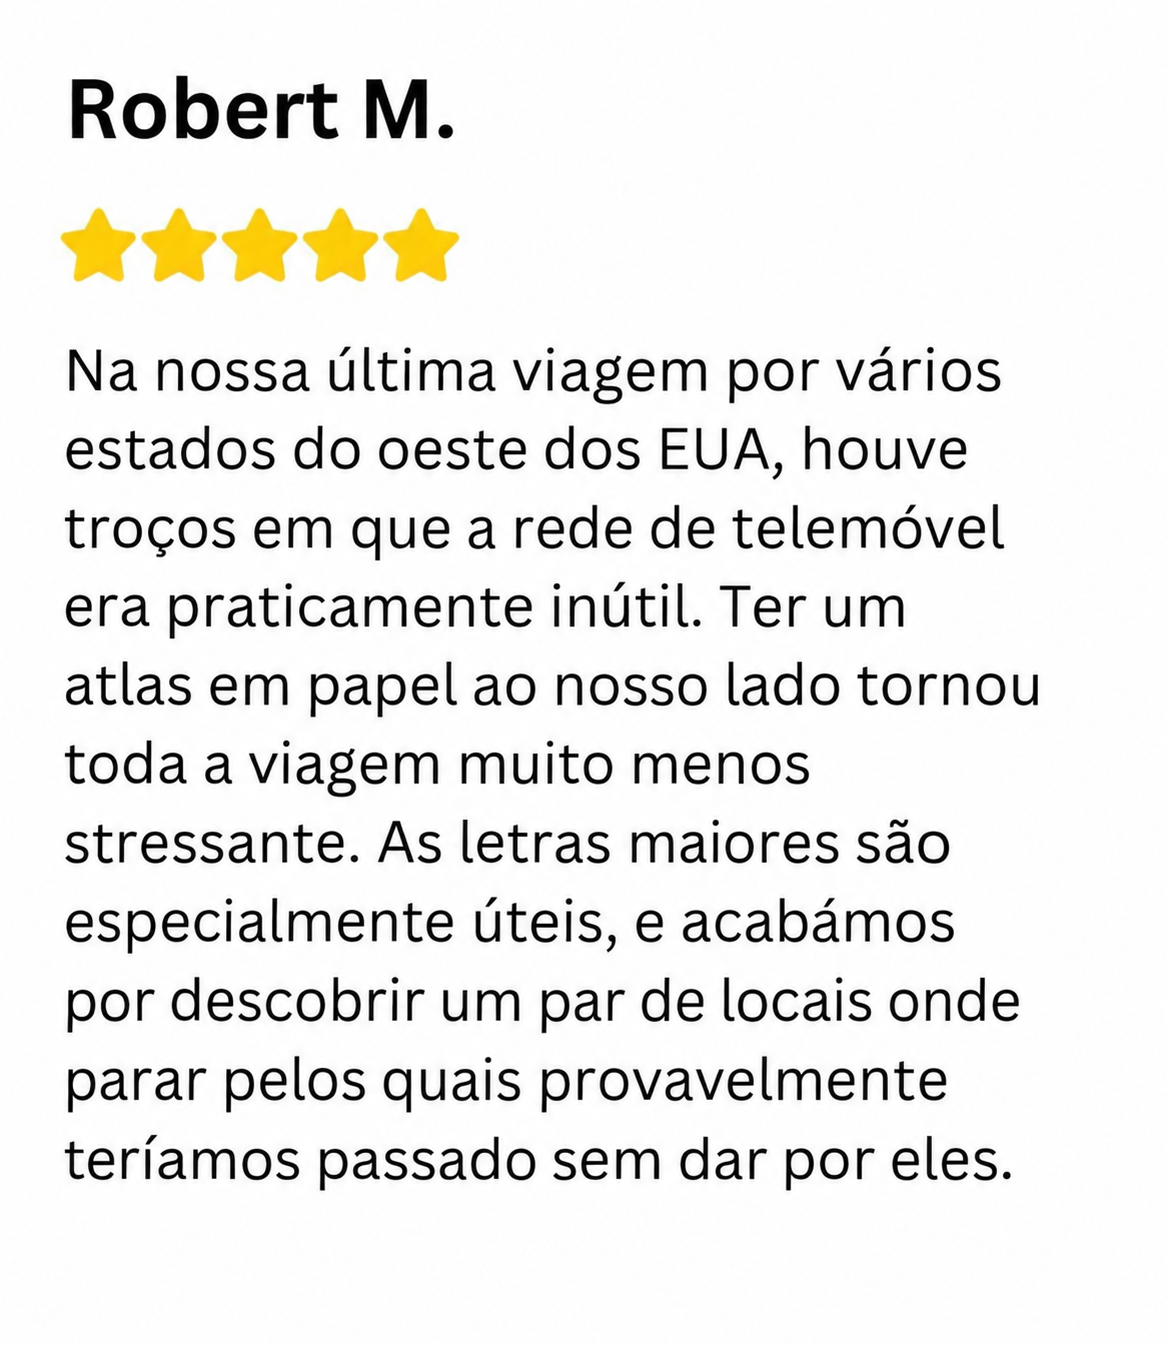 Robert M.
Na nossa última viagem por vários
estados do oeste dos EUA, houve
troços em que a rede de telemóvel
era praticamente inútil. Ter um
atlas em papel ao nosso lado tornou
toda a viagem muito menos
stressante. As letras maiores são
especialmente úteis, e acabámos
por descobrir um par de locais onde
parar pelos quais provavelmente
teríamos passado sem dar por eles.